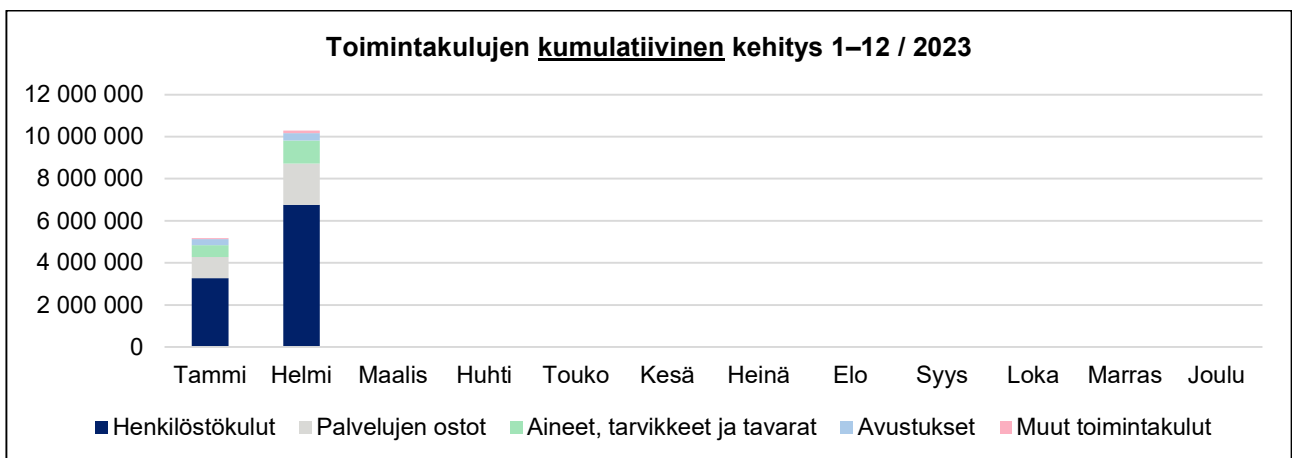 Toimintakulujen kumulatiivinen kehitys 1–12 / 2023
12 000 000
10 000 000
8 000 000
6 000 000
4 000 000
2 000 000
0
Tammi Helmi Maalis Huhti Touko Kesä Heinä Elo Syys Loka Marras Joulu
Henkilöstökulut Palvelujen ostot Aineet, tarvikkeet ja tavarat Avustukset Muut toimintakulut